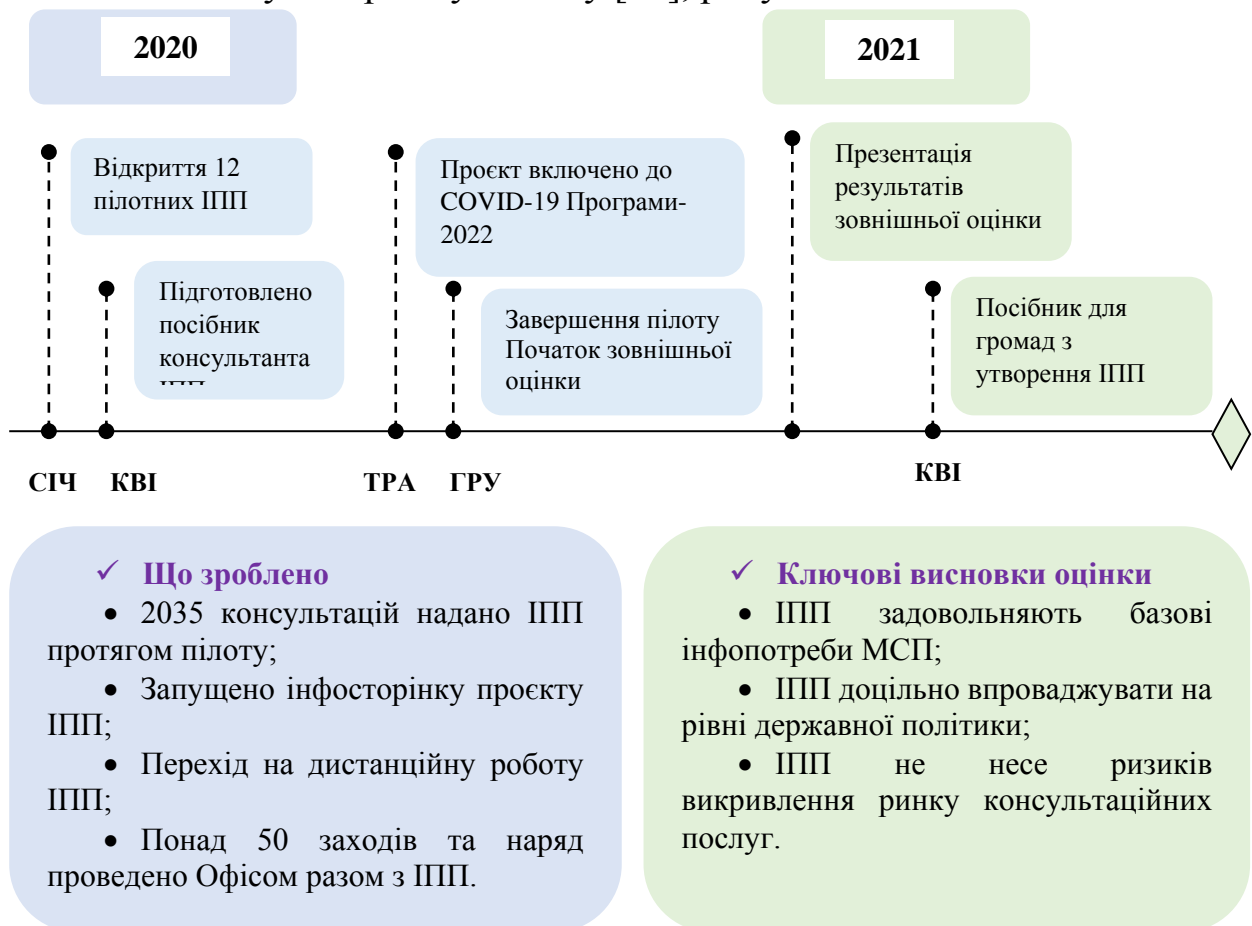 2020
2021
Відкриття 12
пілотних ІПП
Підготовлено
посібник
консультанта
Проєкт включено до
COVID-19 Програми-
2022
Завершення пілоту
Початок зовнішньої
оцінки
Презентація
результатів
зовнішньої оцінки
Посібник для
громад з
утворення ІПП
СІЧ КВІ ТРА ГРУ КВІ
✓ Що зроблено
• 2035 консультацій надано ІПП
протягом пілоту;
• Запущено інфосторінку проєкту
ІПП;
• Перехід на дистанційну роботу
ІПП;
• Понад 50 заходів та наряд
проведено Офісом разом з ІПП.
✓ Ключові висновки оцінки
• ІПП задовольняють базові
інфопотреби МСП;
• ІПП доцільно впроваджувати на
рівні державної політики;
• ІПП не несе ризиків
викривлення ринку консультаційних
послуг.